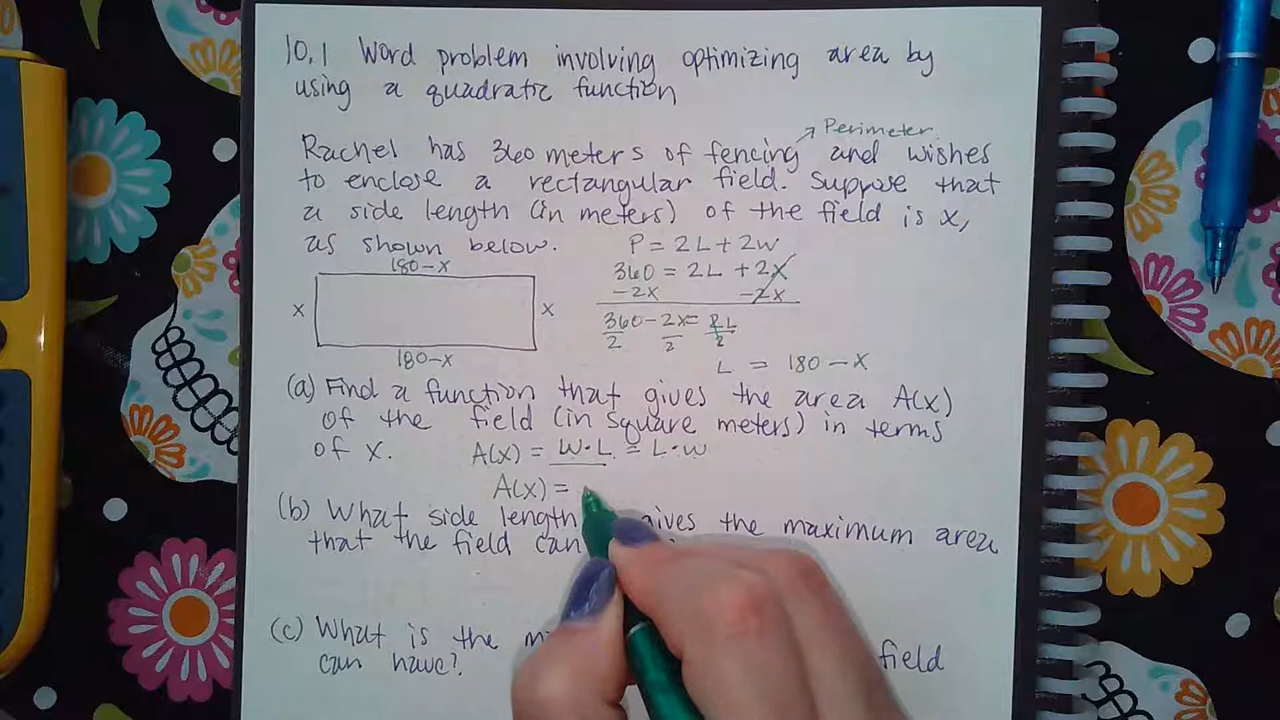 10.1 Word problem involving optimizing area by
using a quadratic function
Perimeter
Rachel has 360 meters of fencing and wishes
to enclose a rectangular field. Suppose that
a side length (in meters) of the field is x,
as shown below.
P = 2L + 2W
180-x
360 = 2L + 2x
-2x -2x
x x
360 - 2x = 2L
2 2 2
180-x
L = 180-x
(a) Find a function that gives the area A(x)
of the field (in square meters) in terms
of x.
A(x) = W·L = L·W
A(x) =
(b) What side length gives the maximum area
that the field can
(c) What is the field
can have?